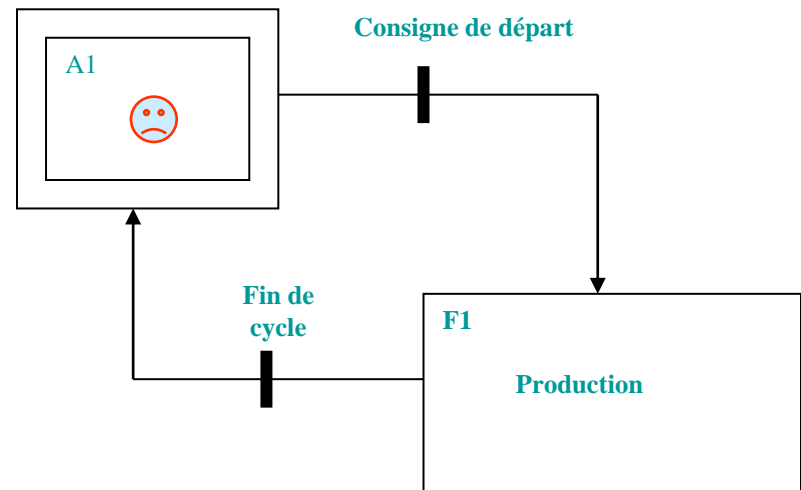 Consigne de départ
A1
Fin de
cycle
F1
Production